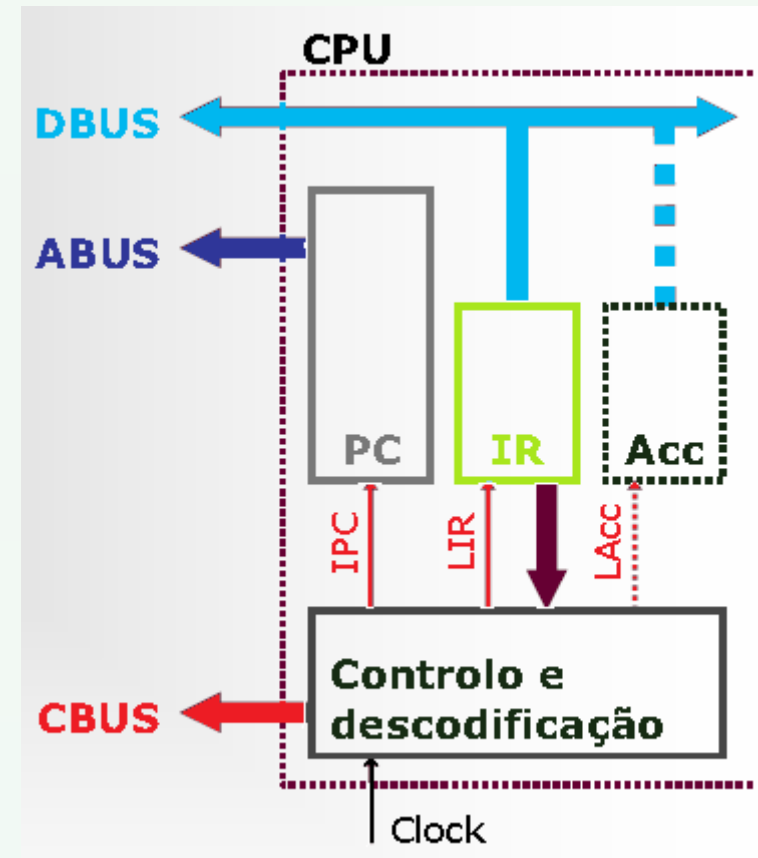 CPU
DBUS
ABUS
PC
IR
Acc
IPC
LIR
LAcc
Controlo e
descodificação
CBUS
Clock